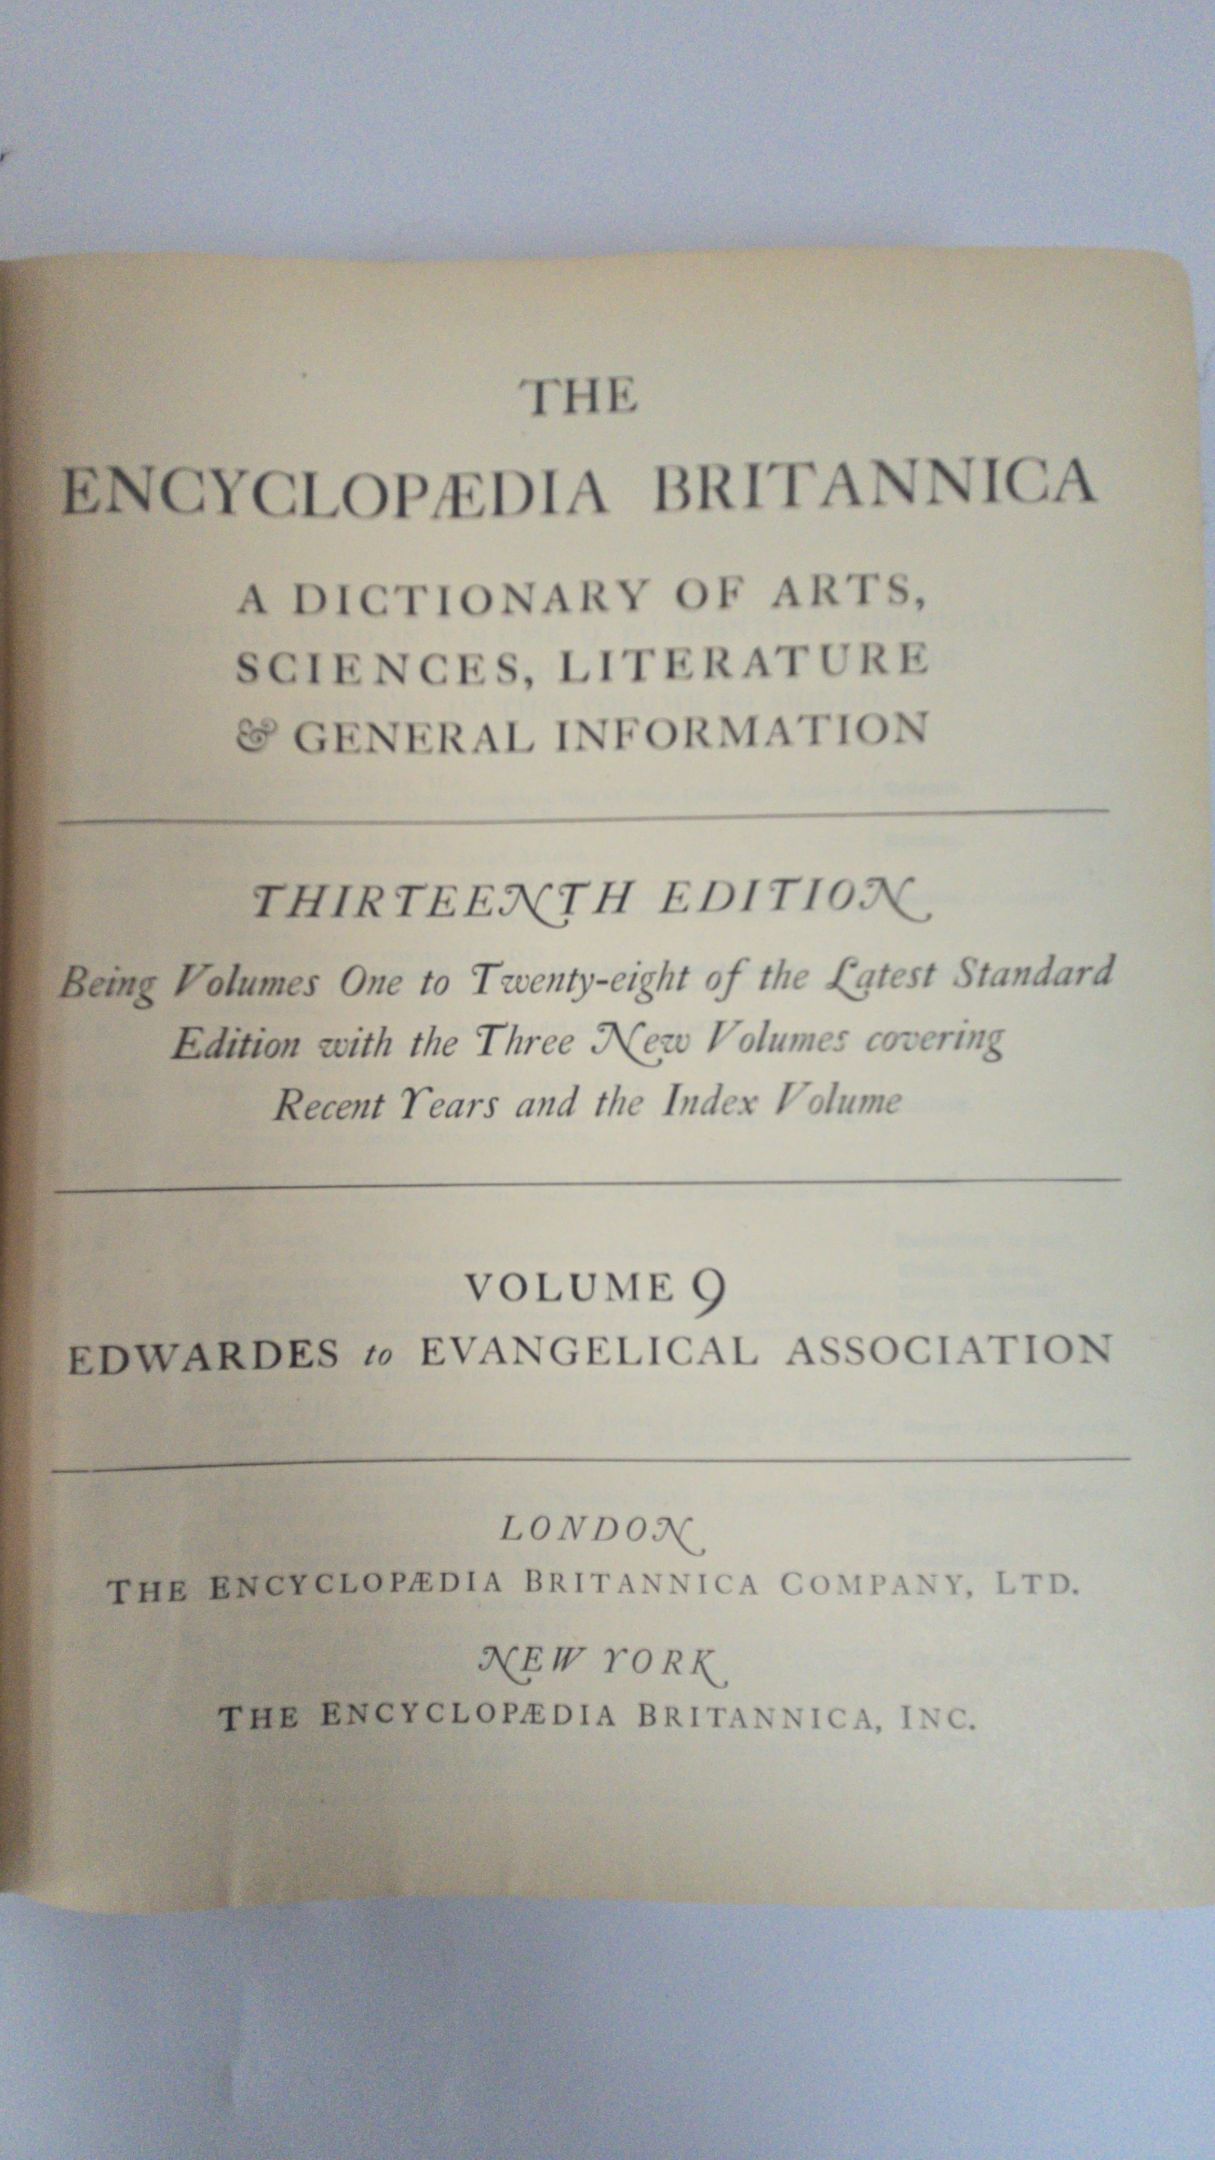 THE
ENCYCLOPÆDIA BRITANNICA
A DICTIONARY OF ARTS,
SCIENCES, LITERATURE
& GENERAL INFORMATION
THIRTEENTH EDITION
Being Volumes One to Twenty-eight of the Latest Standard
Edition with the Three New Volumes covering
Recent Years and the Index Volume
VOLUME 9
EDWARDES to EVANGELICAL ASSOCIATION
LONDON
THE ENCYCLOPÆDIA BRITANNICA COMPANY, LTD.
NEW YORK
THE ENCYCLOPÆDIA BRITANNICA, INC.